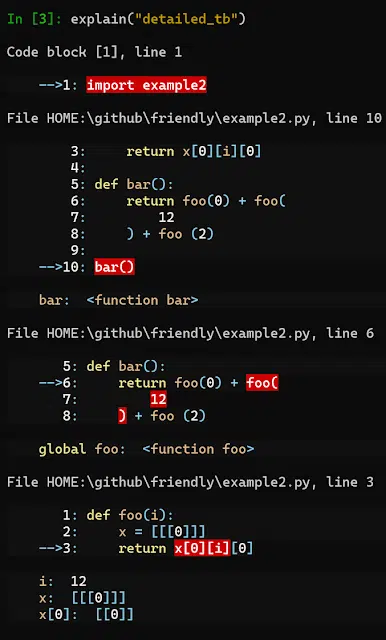 In [3]: explain("detailed_tb")
Code block [1], line 1
-->1: import example2
File HOME:\github\friendly\example2.py, line 10
3:     return x[0][i][0]
4:
5: def bar():
6:     return foo(0) + foo(
7:         12
8:     ) + foo (2)
9:
-->10: bar()
bar:  <function bar>
File HOME:\github\friendly\example2.py, line 6
5: def bar():
-->6:     return foo(0) + foo(
7:         12
8:     ) + foo (2)
global foo:  <function foo>
File HOME:\github\friendly\example2.py, line 3
1: def foo(i):
2:     x = [[[0]]]
-->3:     return x[0][i][0]
i:  12
x:  [[[0]]]
x[0]:  [[0]]